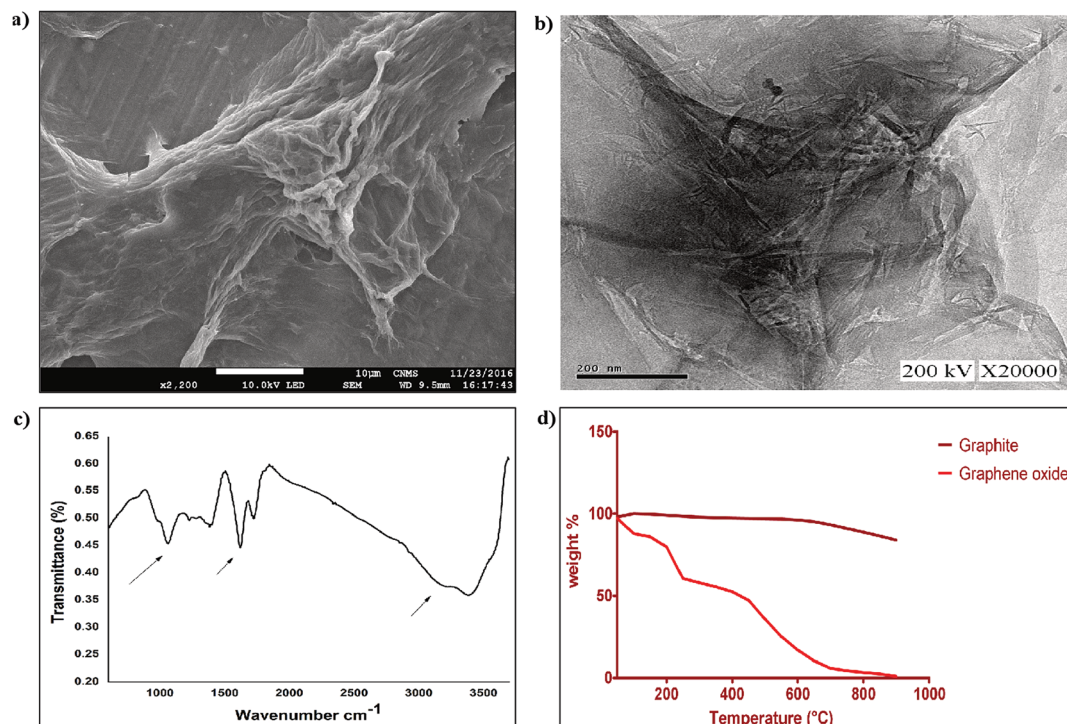 a)
10µm CNMS 11/23/2016
x2,200 10.0kV LED SEM WD 9.5mm 16:17:43
b)
200 nm
200 kV X20000
c)
Transmittance (%)
0.65
0.60
0.55
0.50
0.45
0.40
0.35
0.30
0.25
0.20
1000 1500 2000 2500 3000 3500
Wavenumber cm-1
d)
weight %
150
100
50
0
200 400 600 800 1000
Temperature (°C)
Graphite
Graphene oxide